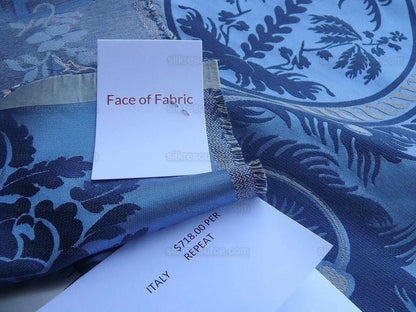 Face of Fabric
$718.00 PER
REPEAT
ITALY